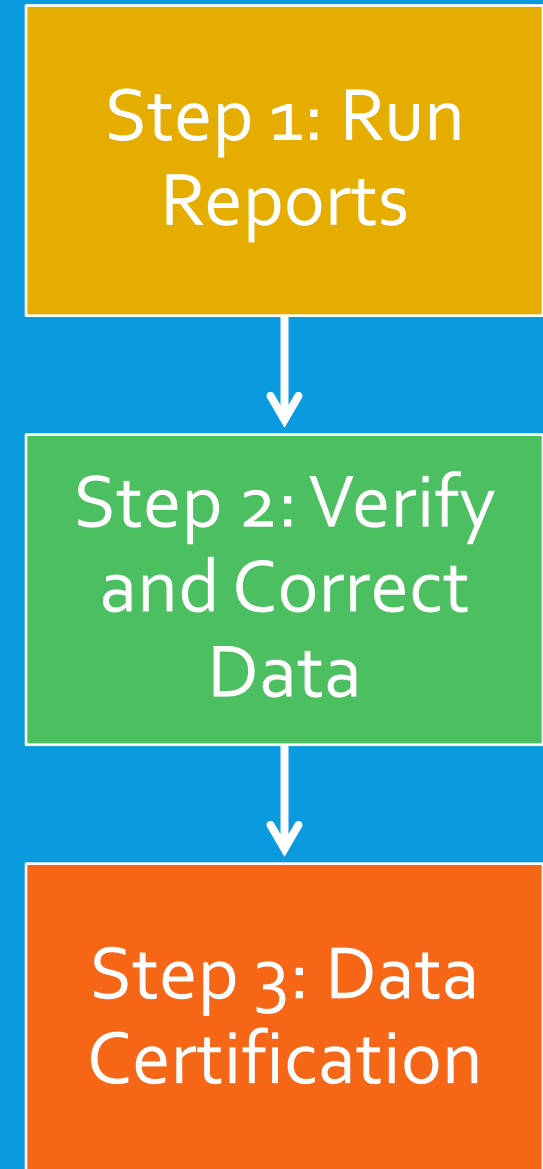 Step 1: Run
Reports
Step 2: Verify
and Correct
Data
Step 3: Data
Certification